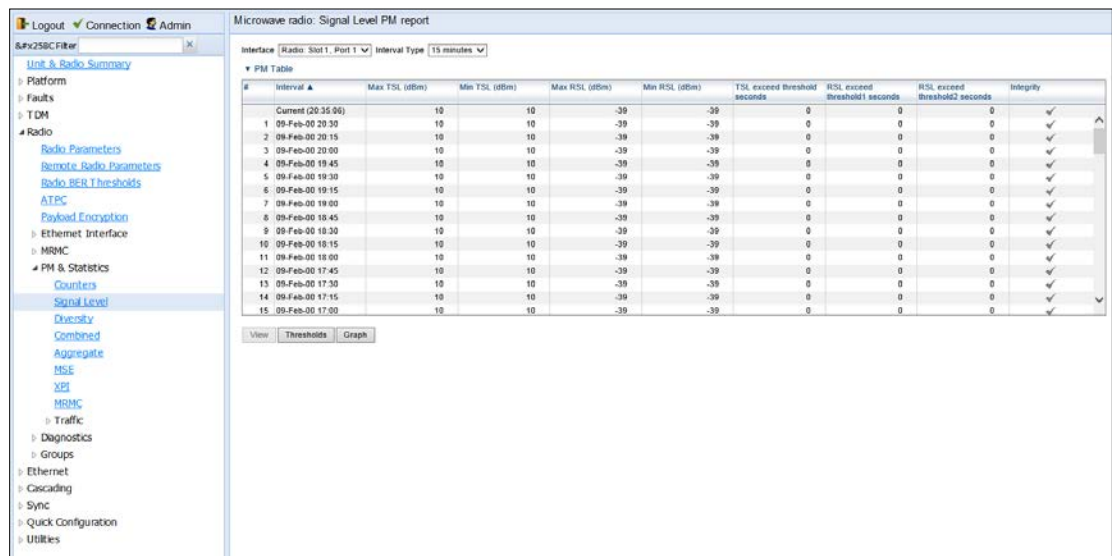 Logout Connection Admin
&#x258CFilter
Unit & Radio Summary
Platform
Faults
TDM
Radio
Radio Parameters
Remote Radio Parameters
Radio BER Thresholds
ATPC
Payload Encryption
Ethernet Interface
MRMC
PM & Statistics
Counters
Signal Level
Diversity
Combined
Aggregate
MSE
XPI
MRMC
Traffic
Diagnostics
Groups
Ethernet
Cascading
Sync
Quick Configuration
Utilities
Microwave radio: Signal Level PM report
Interface Radio: Slot 1, Port 1 Interval Type 15 minutes
PM Table
# Interval ▲ Max TSL (dBm) Min TSL (dBm) Max RSL (dBm) Min RSL (dBm) TSL exceed threshold seconds RSL exceed threshold1 seconds RSL exceed threshold2 seconds Integrity
Current (20:35:06) 10 10 -39 -39 0 0 0 ✓
1 09-Feb-00 20:30 10 10 -39 -39 0 0 0 ✓
2 09-Feb-00 20:15 10 10 -39 -39 0 0 0 ✓
3 09-Feb-00 20:00 10 10 -39 -39 0 0 0 ✓
4 09-Feb-00 19:45 10 10 -39 -39 0 0 0 ✓
5 09-Feb-00 19:30 10 10 -39 -39 0 0 0 ✓
6 09-Feb-00 19:15 10 10 -39 -39 0 0 0 ✓
7 09-Feb-00 19:00 10 10 -39 -39 0 0 0 ✓
8 09-Feb-00 18:45 10 10 -39 -39 0 0 0 ✓
9 09-Feb-00 18:30 10 10 -39 -39 0 0 0 ✓
10 09-Feb-00 18:15 10 10 -39 -39 0 0 0 ✓
11 09-Feb-00 18:00 10 10 -39 -39 0 0 0 ✓
12 09-Feb-00 17:45 10 10 -39 -39 0 0 0 ✓
13 09-Feb-00 17:30 10 10 -39 -39 0 0 0 ✓
14 09-Feb-00 17:15 10 10 -39 -39 0 0 0 ✓
15 09-Feb-00 17:00 10 10 -39 -39 0 0 0 ✓
View Thresholds Graph